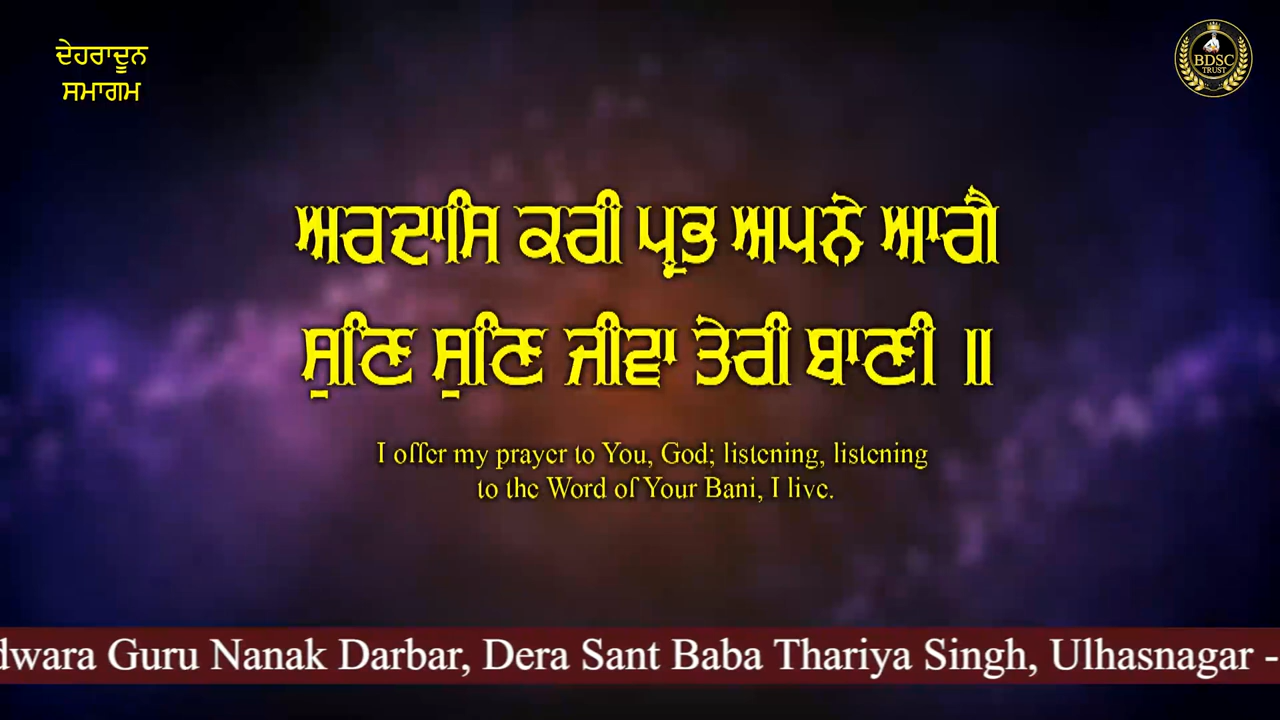 ਦੇਹਰਾਦੂਨ
ਸਮਾਗਮ
BDSC
TRUST
ਅਰਦਾਸਿ ਕਰੀ ਪ੍ਰਭ ਅਪਨੇ ਆਗੈ
ਸੁਣਿ ਸੁਣਿ ਜੀਵਾ ਤੇਰੀ ਬਾਣੀ ॥
I offer my prayer to You, God; listening, listening
to the Word of Your Bani, I live.
dwara Guru Nanak Darbar, Dera Sant Baba Thariya Singh, Ulhasnagar -